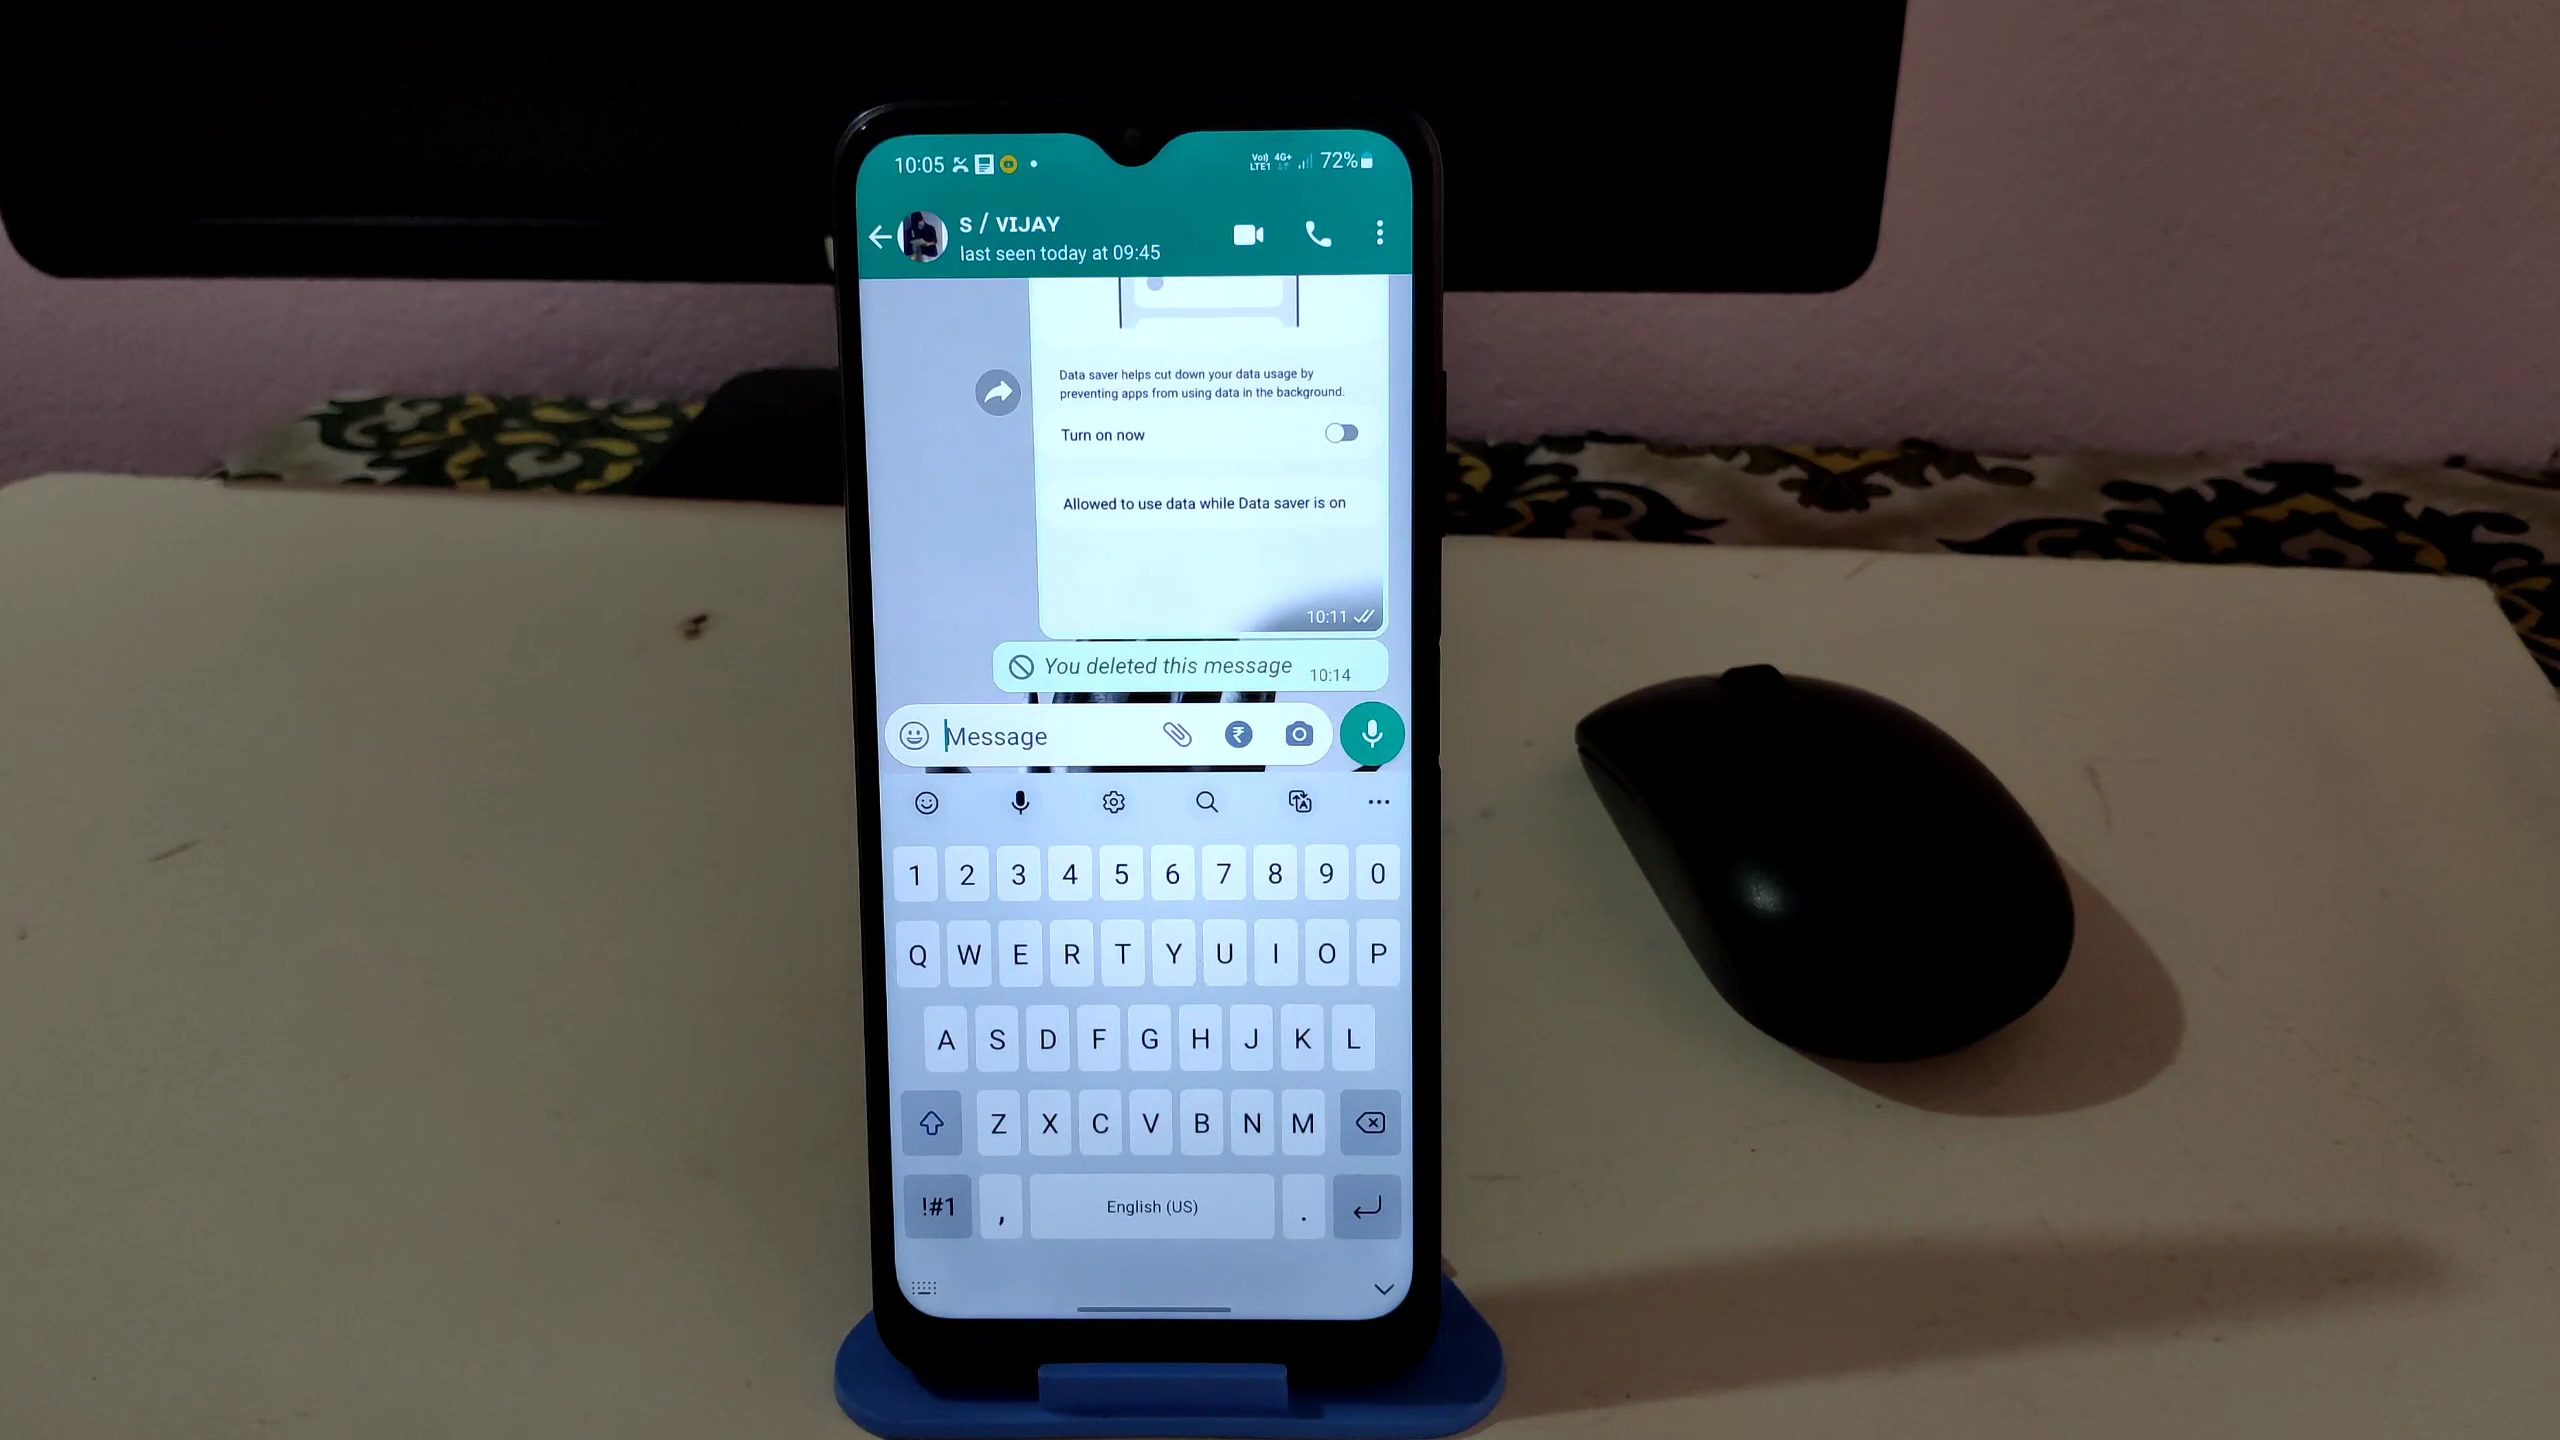 10:05
Vo)) 4G+ 72%
LTE1
S / VIJAY
last seen today at 09:45
Data saver helps cut down your data usage by
preventing apps from using data in the background.
Turn on now
Allowed to use data while Data saver is on
10:11
You deleted this message 10:14
Message ₹
1 2 3 4 5 6 7 8 9 0
Q W E R T Y U I O P
A S D F G H J K L
Z X C V B N M
!#1 , English (US) .